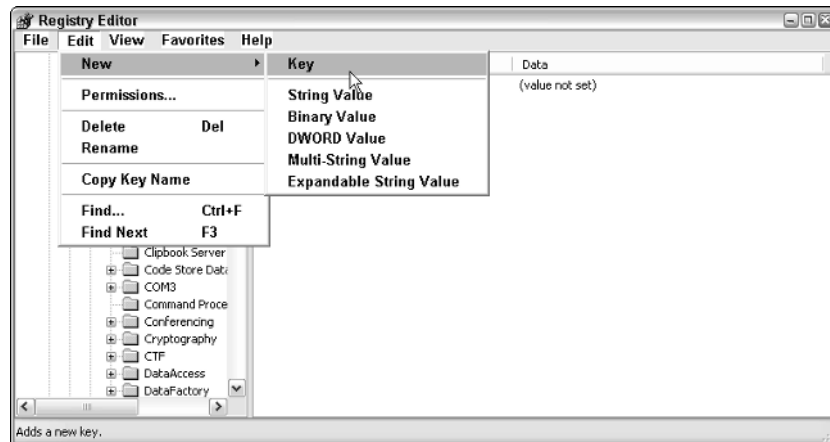 Registry Editor
File Edit View Favorites Help
New Key Data
(value not set)
Permissions... String Value
Binary Value
Delete Del DWORD Value
Rename Multi-String Value
Copy Key Name Expandable String Value
Find... Ctrl+F
Find Next F3
Clipbook Server
Code Store Data
COM3
Command Proce
Conferencing
Cryptography
CTF
DataAccess
DataFactory
Adds a new key.